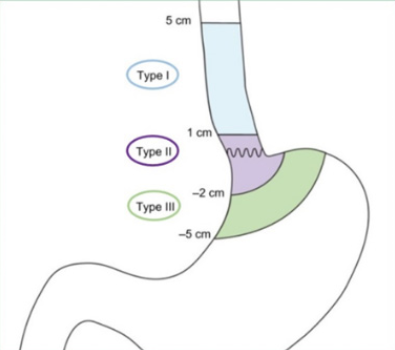 5 cm
Type I
1 cm
Type II
–2 cm
Type III
–5 cm